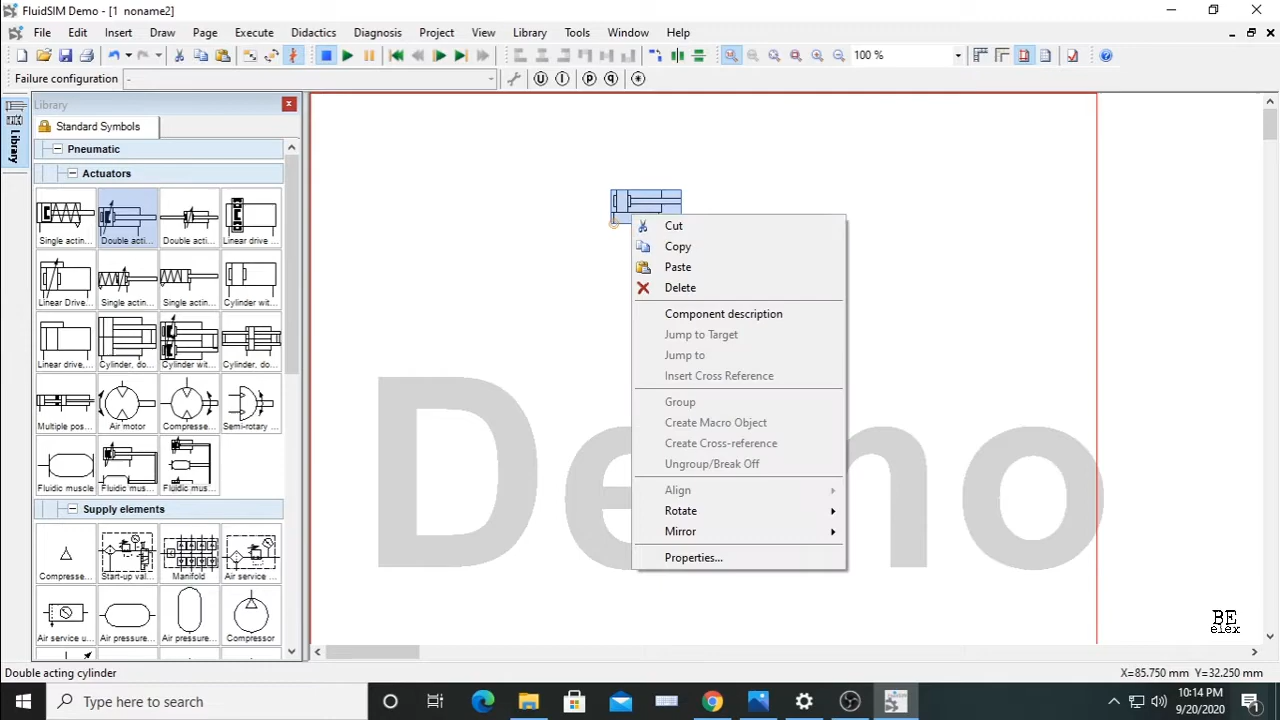 FluidSIM Demo - [1  noname2]
File Edit Insert Draw Page Execute Didactics Diagnosis Project View Library Tools Window Help
100 %
Failure configuration -
U I P Q
Library
Library
Standard Symbols
Pneumatic
Actuators
Single actin... Double acti... Double acti... Linear drive...
Linear Drive... Single actin... Single actin... Cylinder wit...
Linear drive,... Cylinder, do... Cylinder wit... Cylinder, do...
Multiple pos... Air motor Compresse... Semi-rotary...
Fluidic muscle Fluidic mus... Fluidic mus...
Supply elements
Compresse... Start-up val... Manifold Air service...
Air service u... Air pressure... Air pressure... Compressor
Cut
Copy
Paste
Delete
Component description
Jump to Target
Jump to
Insert Cross Reference
Group
Create Macro Object
Create Cross-reference
Ungroup/Break Off
Align
Rotate
Mirror
Properties...
Demo
BE
elex
Double acting cylinder
X=85.750 mm Y=32.250 mm
Type here to search
10:14 PM
9/20/2020
1